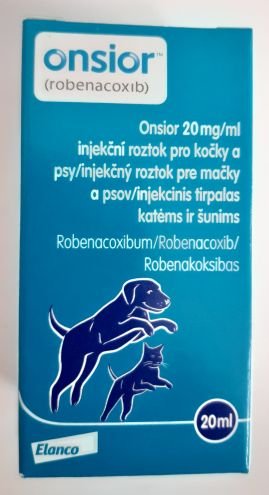 onsior™
(robenacoxib)
Onsior 20 mg/ml
injekční roztok pro kočky a
psy/injekčný roztok pre mačky
a psov/injekcinis tirpalas
katėms ir šunims
Robenacoxibum/Robenacoxib/
Robenakoksibas
20ml
Elanco